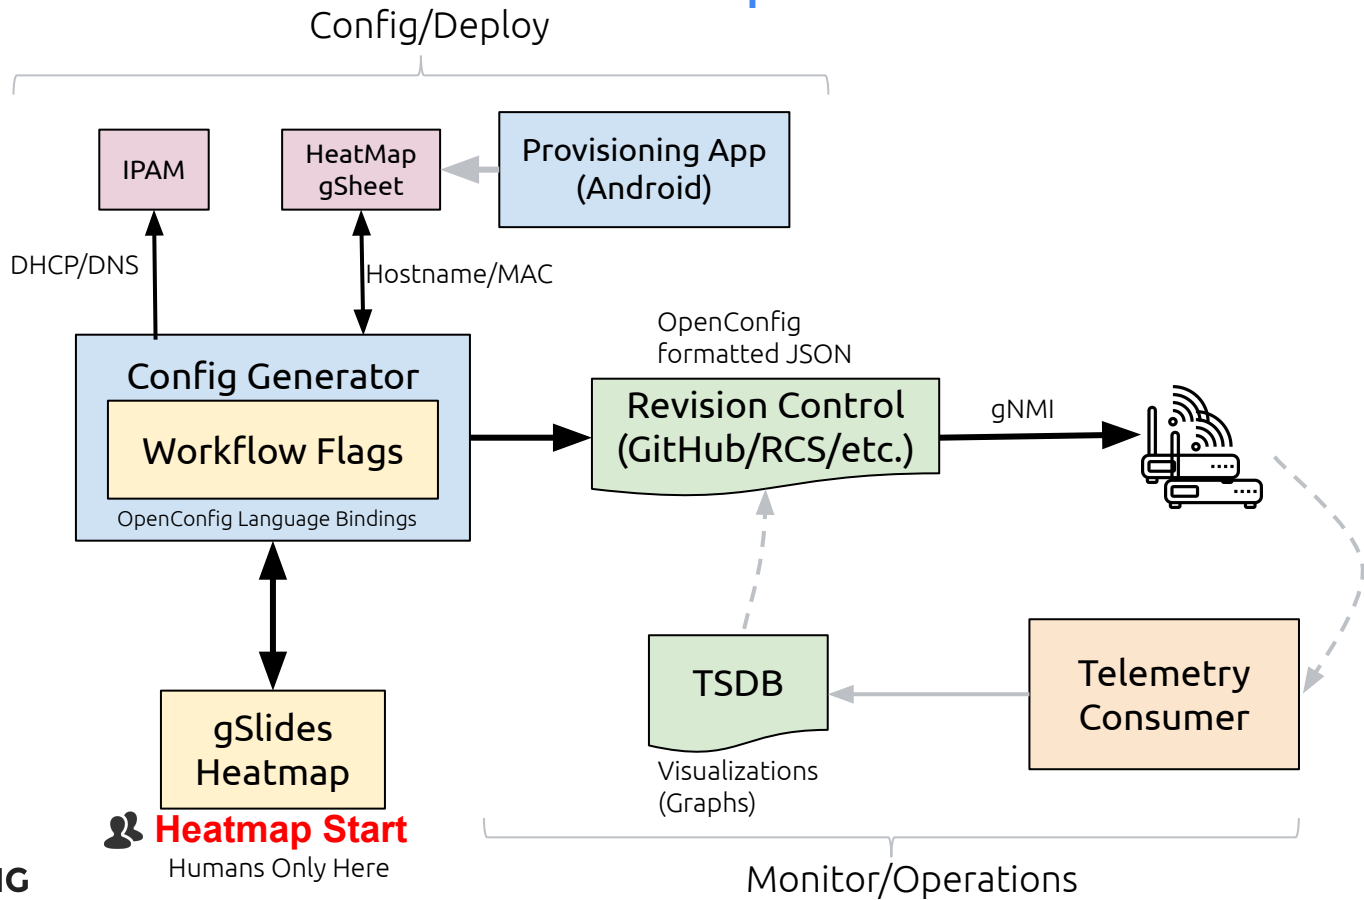 Config/Deploy
IPAM
HeatMap
gSheet
Provisioning App
(Android)
DHCP/DNS
Hostname/MAC
Config Generator
Workflow Flags
OpenConfig Language Bindings
OpenConfig
formatted JSON
Revision Control
(GitHub/RCS/etc.)
gNMI
gSlides
Heatmap
Heatmap Start
Humans Only Here
TSDB
Visualizations
(Graphs)
Telemetry
Consumer
Monitor/Operations